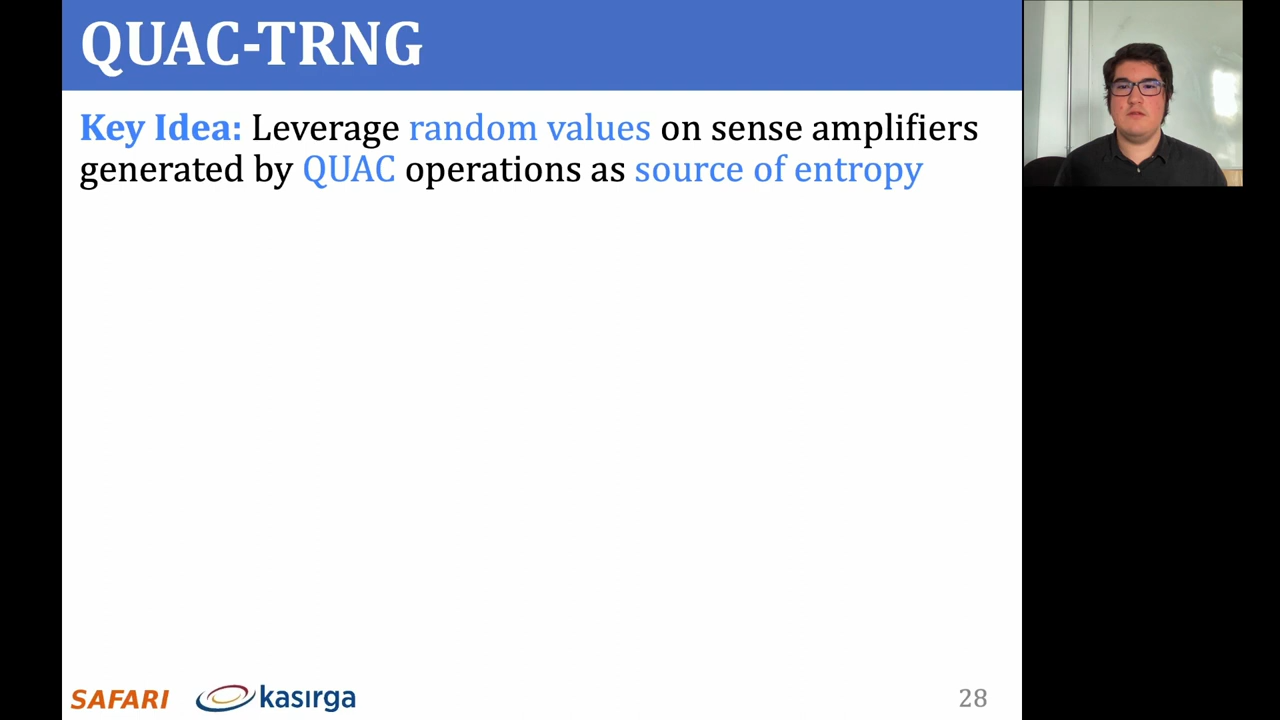 QUAC-TRNG
Key Idea: Leverage random values on sense amplifiers
generated by QUAC operations as source of entropy
SAFARI
kasırga
28